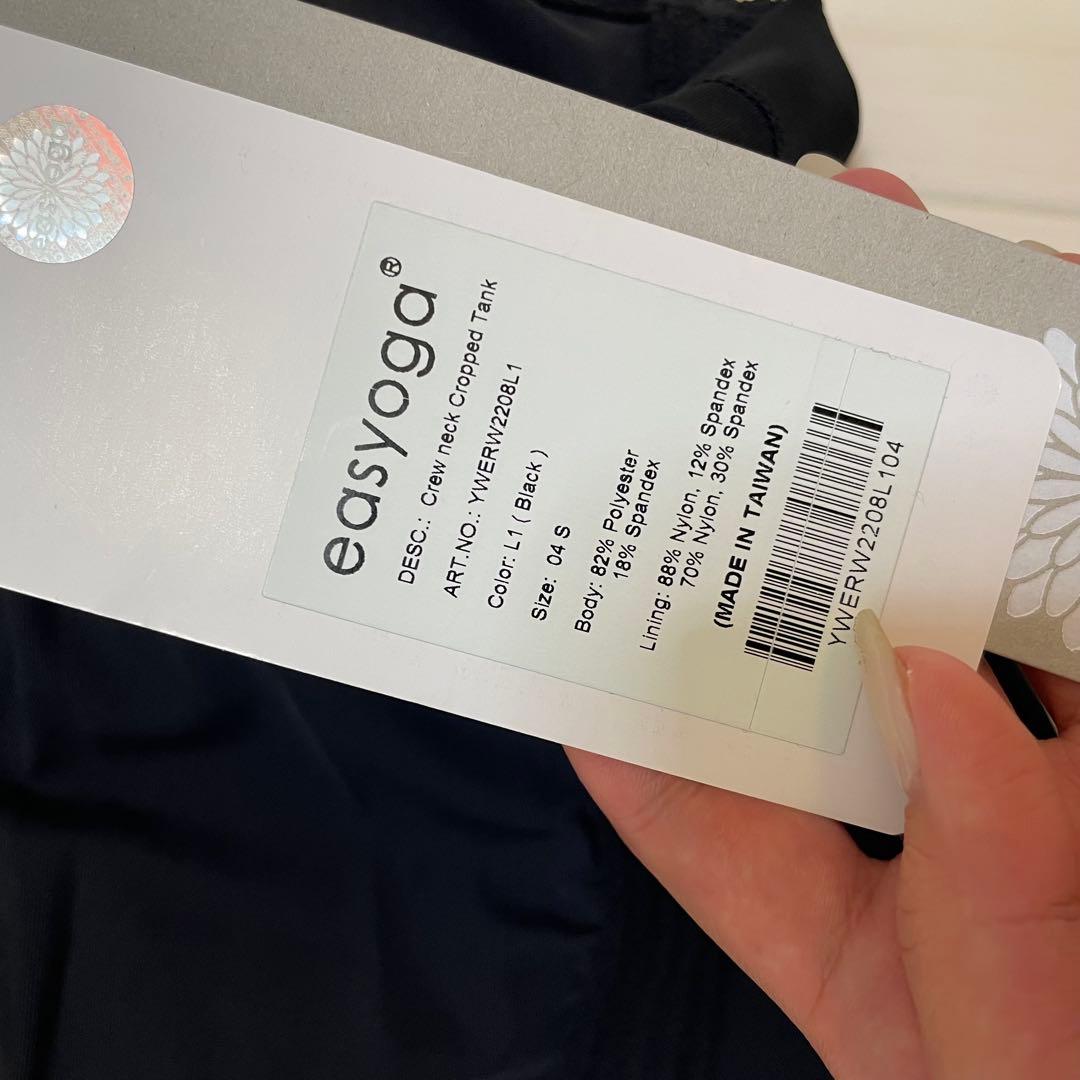 easyoga
easyoga®
DESC.: Crew neck Cropped Tank
ART.NO.: YWERW2208L1
Color: L1 ( Black )
Size: 04 S
Body: 82% Polyester
18% Spandex
Lining: 88% Nylon, 12% Spandex
70% Nylon, 30% Spandex
(MADE IN TAIWAN)
YWERW2208L104